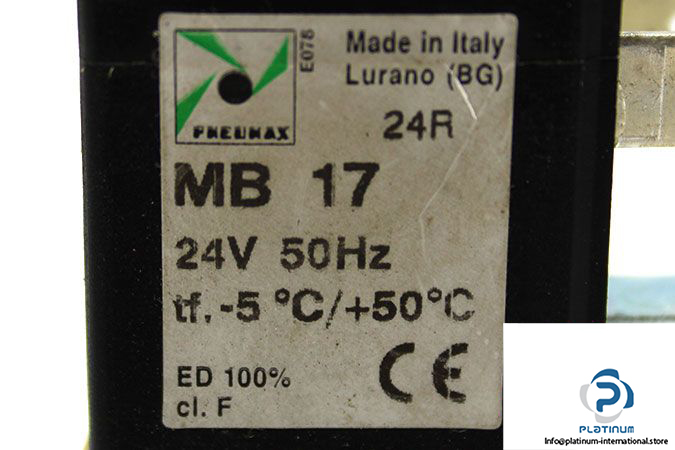 PNEUMAX
E078
Made in Italy
Lurano (BG)
24R
MB 17
24V 50Hz
tf. -5 °C/+50°C
ED 100%
cl. F
CE
PLATINUM
info@platinum-international.store